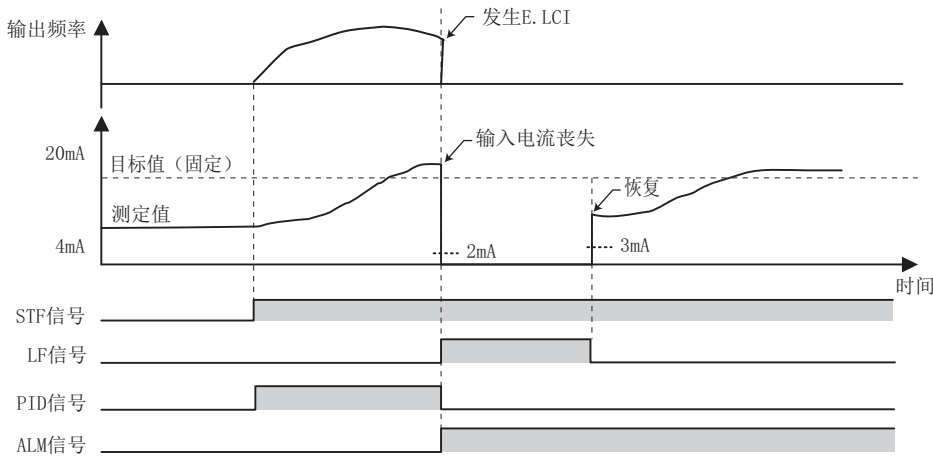 输出频率
发生E.LCI
20mA
目标值（固定）
输入电流丧失
测定值
恢复
4mA
2mA
3mA
时间
STF信号
LF信号
PID信号
ALM信号